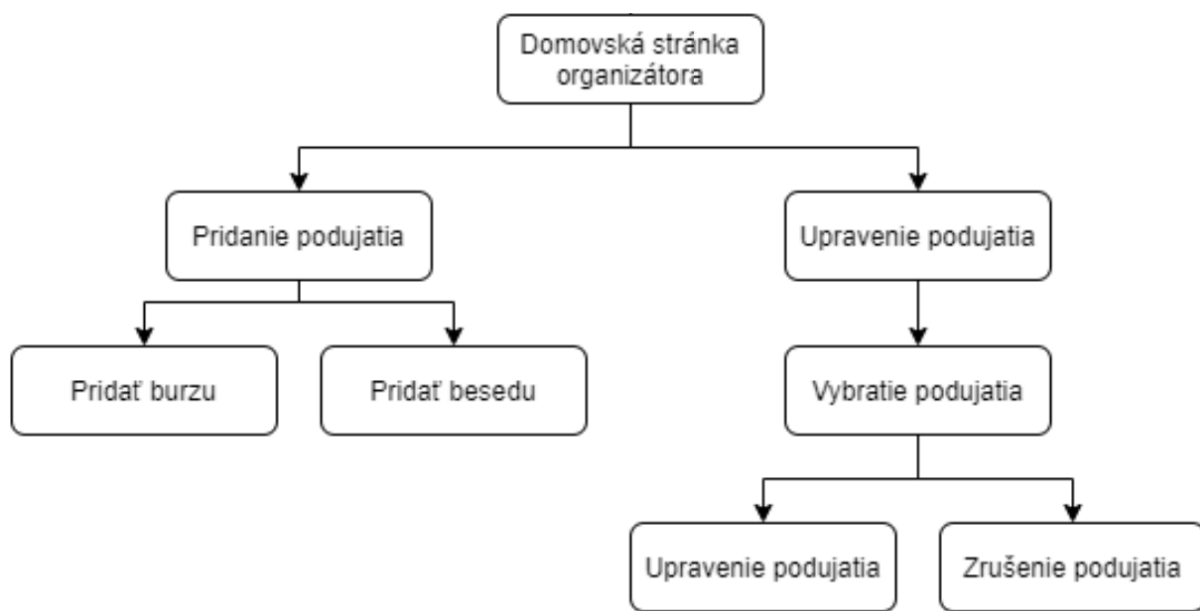 Domovská stránka
organizátora
Pridanie podujatia
Upravenie podujatia
Pridať burzu
Pridať besedu
Vybratie podujatia
Upravenie podujatia
Zrušenie podujatia